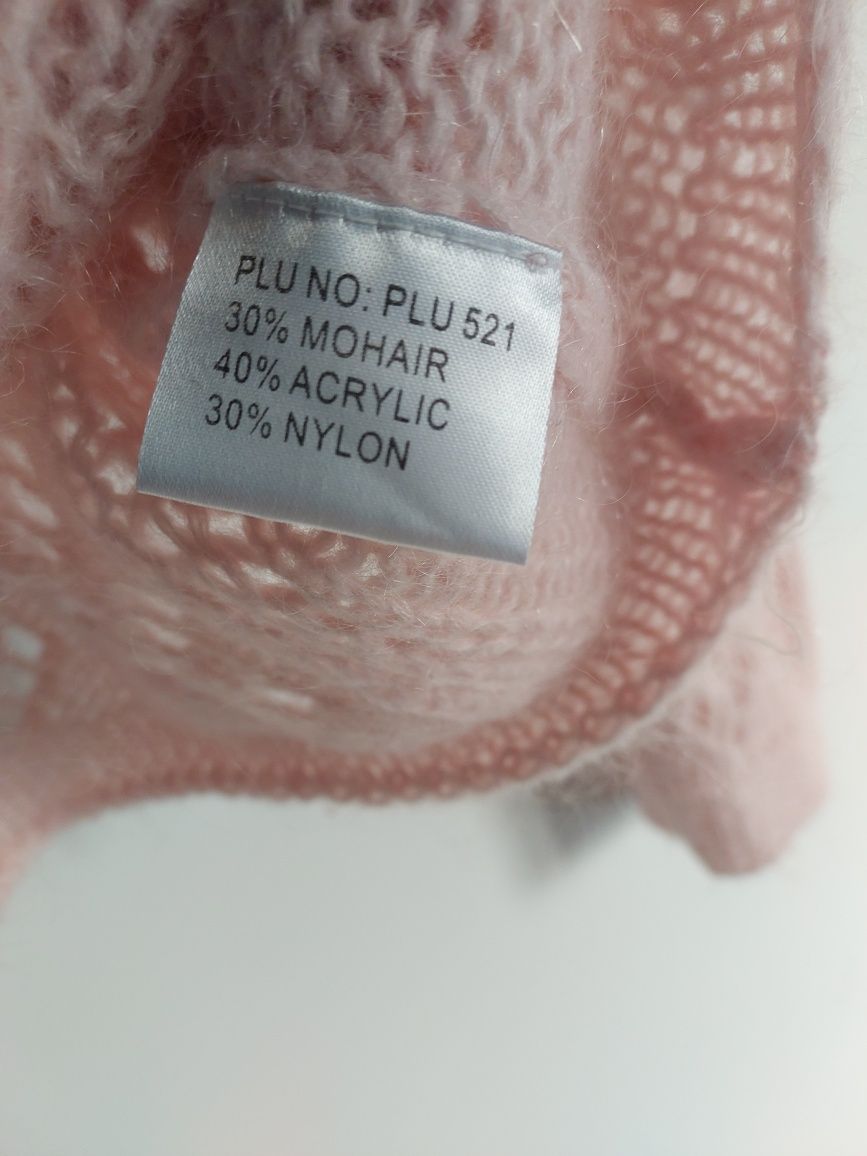 PLU NO: PLU 521
30% MOHAIR
40% ACRYLIC
30% NYLON